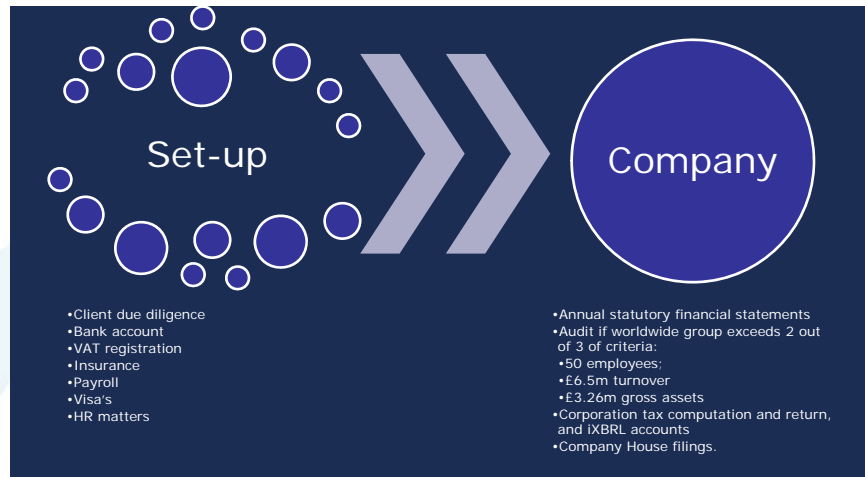 Set-up
•Client due diligence
•Bank account
•VAT registration
•Insurance
•Payroll
•Visa's
•HR matters
Company
•Annual statutory financial statements
•Audit if worldwide group exceeds 2 out
of 3 of criteria:
•50 employees;
•£6.5m turnover
•£3.26m gross assets
•Corporation tax computation and return,
and iXBRL accounts
•Company House filings.